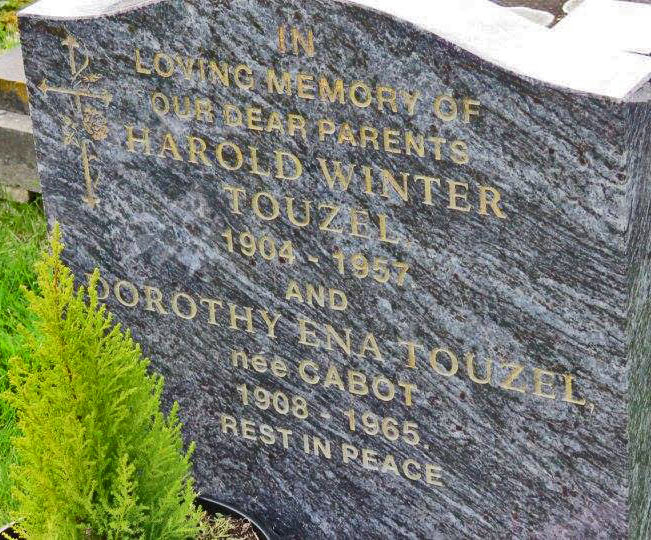 IN
LOVING MEMORY OF
OUR DEAR PARENTS
HAROLD WINTER
TOUZEL,
1904 - 1957.
AND
DOROTHY ENA TOUZEL,
née CABOT
1908 - 1965.
REST IN PEACE